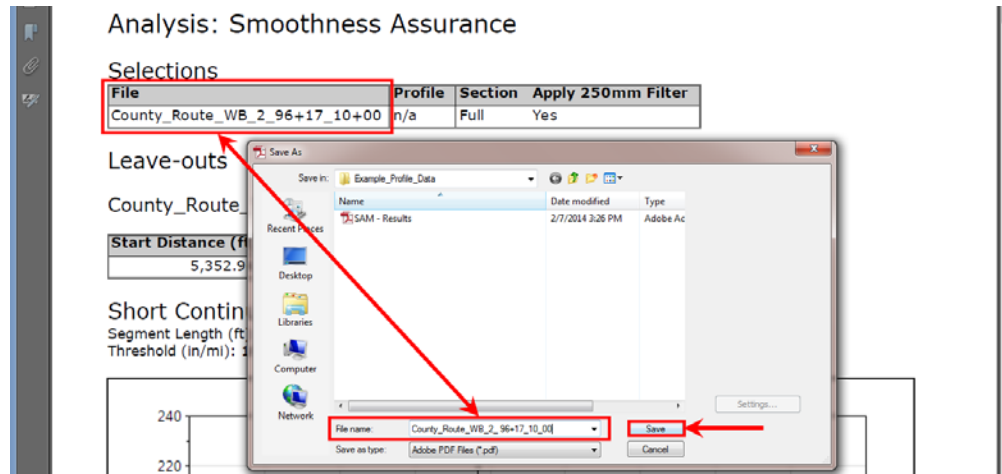 Analysis: Smoothness Assurance
Selections
File Profile Section Apply 250mm Filter
County_Route_WB_2_96+17_10+00 n/a Full Yes
Leave-outs
County_Route_
Start Distance (f
5,352.9
Short Contin
Segment Length (ft
Threshold (in/mi): 1
240
220
Save As
Save in: Example_Profile_Data
Name Date modified Type
SAM - Results 2/7/2014 3:26 PM Adobe Ac
Recent Places
Desktop
Libraries
Computer
Network
Settings...
File name: County_Route_WB_2_ 96+17_10_00 Save
Save as type: Adobe PDF Files (*.pdf) Cancel